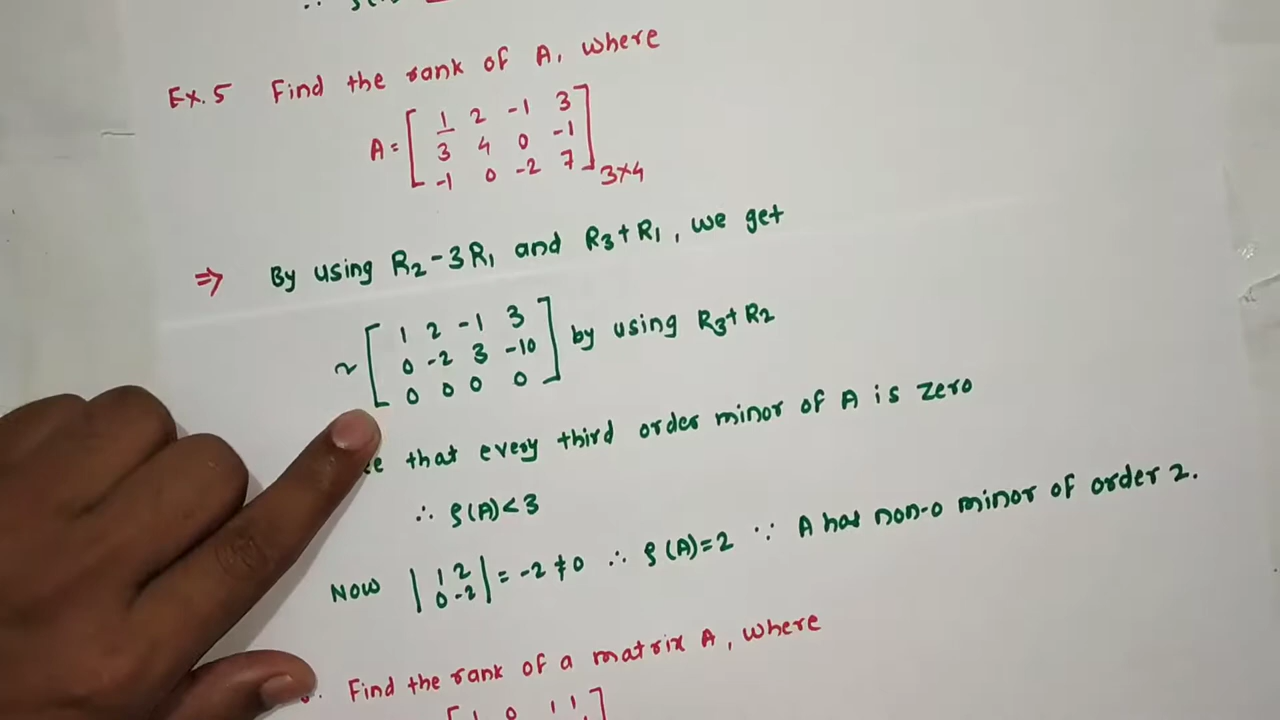 Ex.5 Find the rank of A, where
A = [ 1 2 -1 3
3 4 0 -1
-1 0 -2 7 ] 3×4
⇒ By using R2-3R1 and R3+R1, we get
~ [ 1 2 -1 3
0 -2 3 -10
0 0 0 0 ] by using R3+R2
that every third order minor of A is zero
∴ ρ(A)<3
Now | 1 2
0 -2 | = -2 ≠ 0 ∴ ρ(A)=2 ∵ A has non-0 minor of order 2.
Find the rank of a matrix A, where
[ 1 0 1 1 ]